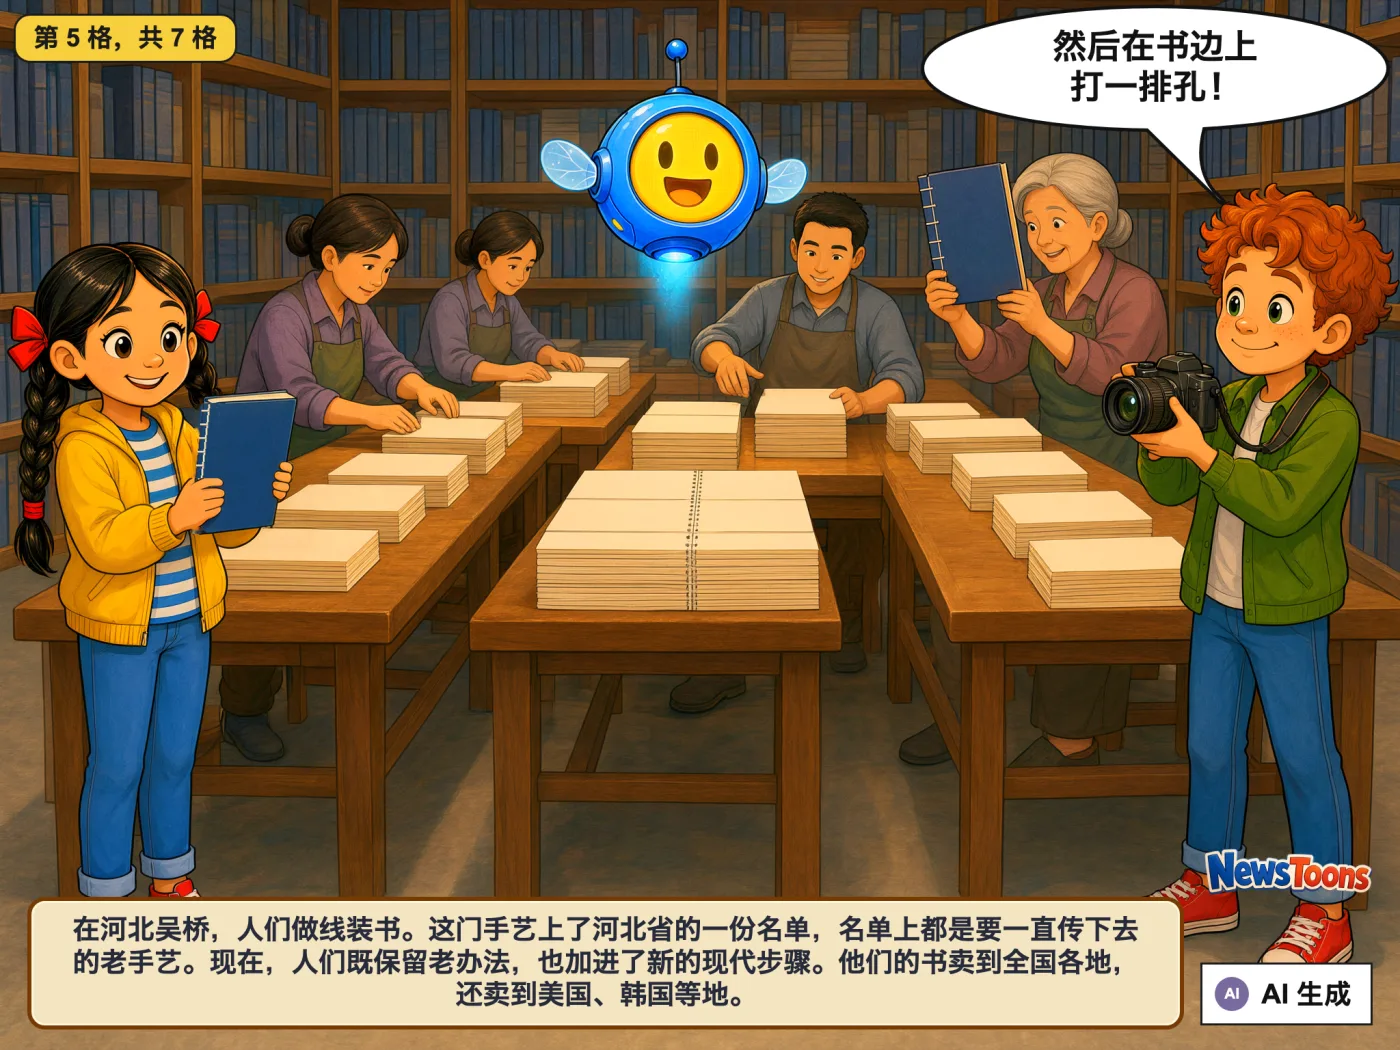 第 5 格，共 7 格
然后在书边上
打一排孔！
在河北吴桥，人们做线装书。这门手艺上了河北省的一份名单，名单上都是要一直传下去
的老手艺。现在，人们既保留老办法，也加进了新的现代步骤。他们的书卖到全国各地，
还卖到美国、韩国等地。
NewsToons
AI AI 生成